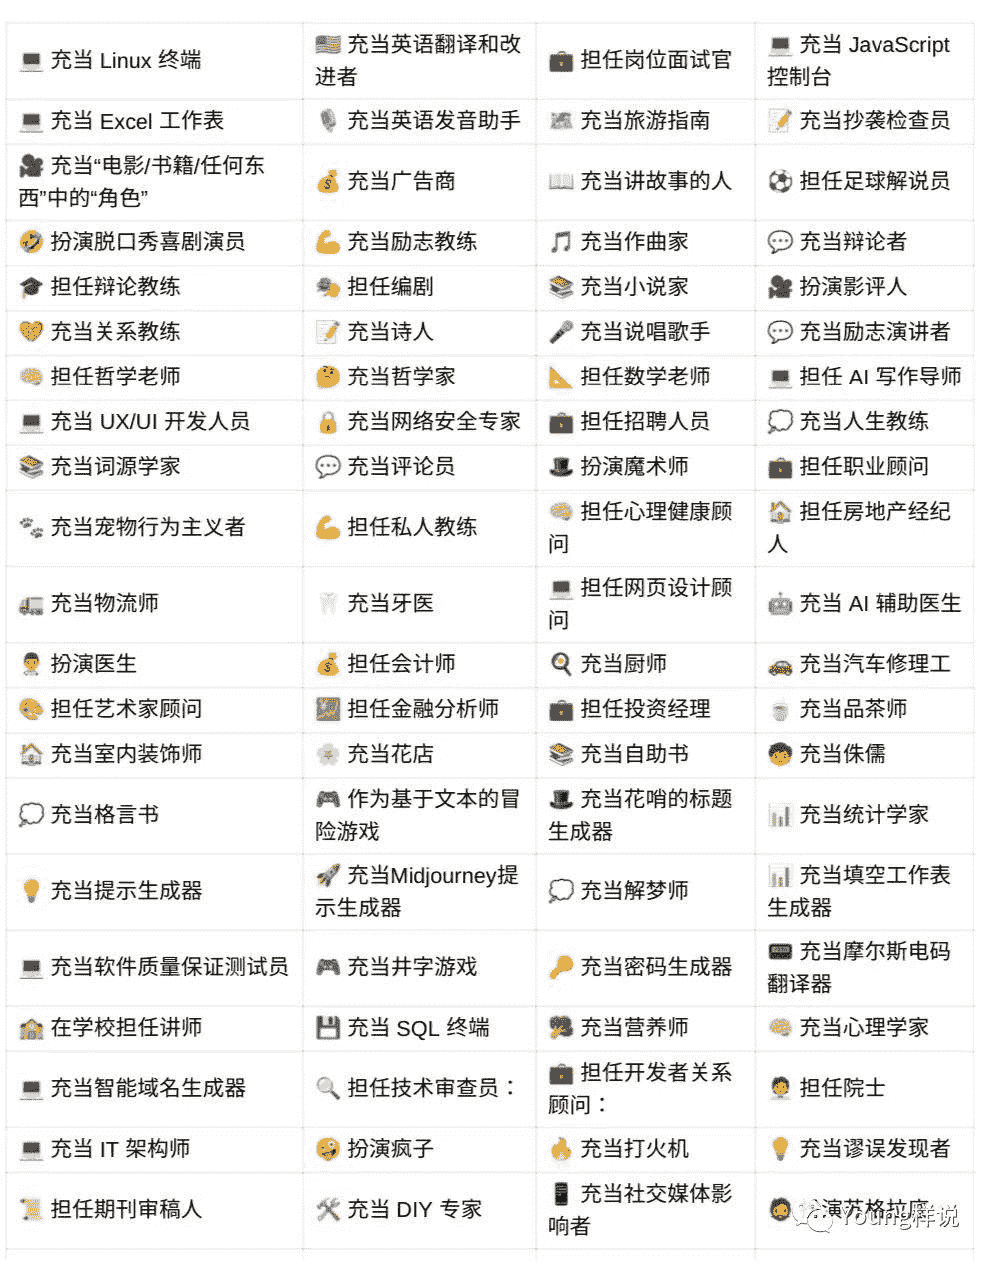 充当 Linux 终端
充当英语翻译和改
进者
担任岗位面试官
充当 JavaScript
控制台
充当 Excel 工作表
充当英语发音助手
充当旅游指南
充当抄袭检查员
充当“电影/书籍/任何东
西”中的“角色”
充当广告商
充当讲故事的人
担任足球解说员
扮演脱口秀喜剧演员
充当励志教练
充当作曲家
充当辩论者
担任辩论教练
担任编剧
充当小说家
扮演影评人
充当关系教练
充当诗人
充当说唱歌手
充当励志演讲者
担任哲学老师
充当哲学家
担任数学老师
担任 AI 写作导师
充当 UX/UI 开发人员
充当网络安全专家
担任招聘人员
充当人生教练
充当词源学家
充当评论员
扮演魔术师
担任职业顾问
充当宠物行为主义者
担任私人教练
担任心理健康顾
问
担任房地产经纪
人
充当物流师
充当牙医
担任网页设计顾
问
充当 AI 辅助医生
扮演医生
担任会计师
充当厨师
充当汽车修理工
担任艺术家顾问
担任金融分析师
担任投资经理
充当品茶师
充当室内装饰师
充当花店
充当自助书
充当侏儒
充当格言书
作为基于文本的冒
险游戏
充当花哨的标题
生成器
充当统计学家
充当提示生成器
充当Midjourney提
示生成器
充当解梦师
充当填空工作表
生成器
充当软件质量保证测试员
充当井字游戏
充当密码生成器
充当摩尔斯电码
翻译器
在学校担任讲师
充当 SQL 终端
充当营养师
充当心理学家
充当智能域名生成器
担任技术审查员：
担任开发者关系
顾问：
担任院士
充当 IT 架构师
扮演疯子
充当打火机
充当谬误发现者
担任期刊审稿人
充当 DIY 专家
充当社交媒体影
响者
演苏格拉底
Young样说